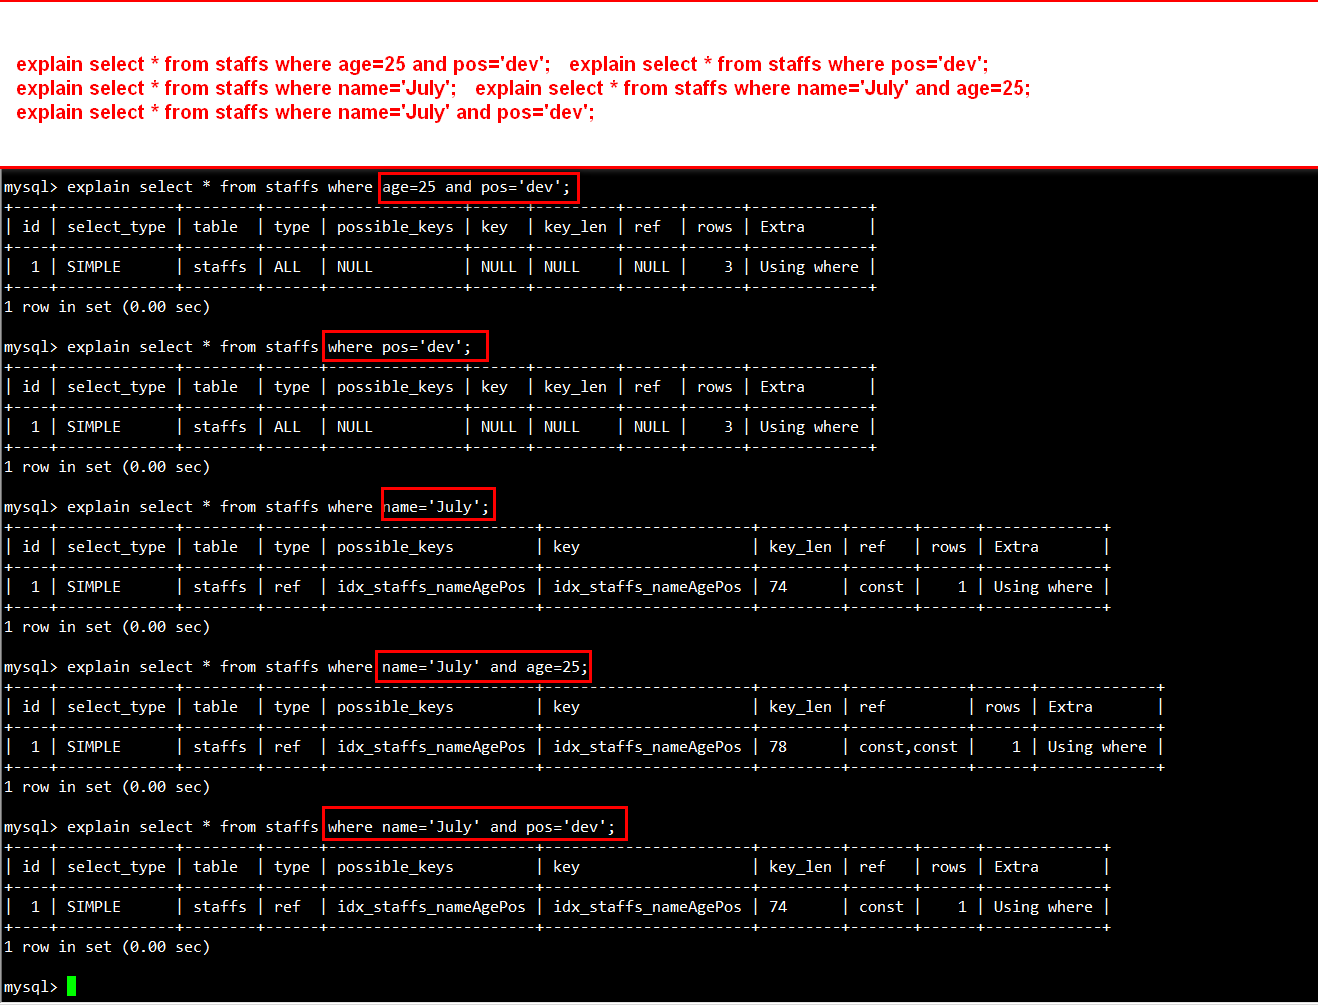 explain select * from staffs where age=25 and pos='dev';   explain select * from staffs where pos='dev';
explain select * from staffs where name='July';   explain select * from staffs where name='July' and age=25;
explain select * from staffs where name='July' and pos='dev';
mysql> explain select * from staffs where age=25 and pos='dev';
+----+-------------+--------+------+---------------+------+---------+------+------+-------------+
| id | select_type | table  | type | possible_keys | key  | key_len | ref  | rows | Extra       |
+----+-------------+--------+------+---------------+------+---------+------+------+-------------+
|  1 | SIMPLE      | staffs | ALL  | NULL          | NULL | NULL    | NULL |    3 | Using where |
+----+-------------+--------+------+---------------+------+---------+------+------+-------------+
1 row in set (0.00 sec)
mysql> explain select * from staffs where pos='dev';
+----+-------------+--------+------+---------------+------+---------+------+------+-------------+
| id | select_type | table  | type | possible_keys | key  | key_len | ref  | rows | Extra       |
+----+-------------+--------+------+---------------+------+---------+------+------+-------------+
|  1 | SIMPLE      | staffs | ALL  | NULL          | NULL | NULL    | NULL |    3 | Using where |
+----+-------------+--------+------+---------------+------+---------+------+------+-------------+
1 row in set (0.00 sec)
mysql> explain select * from staffs where name='July';
+----+-------------+--------+------+-----------------------+-----------------------+---------+-------+------+-------------+
| id | select_type | table  | type | possible_keys         | key                   | key_len | ref   | rows | Extra       |
+----+-------------+--------+------+-----------------------+-----------------------+---------+-------+------+-------------+
|  1 | SIMPLE      | staffs | ref  | idx_staffs_nameAgePos | idx_staffs_nameAgePos | 74      | const |    1 | Using where |
+----+-------------+--------+------+-----------------------+-----------------------+---------+-------+------+-------------+
1 row in set (0.00 sec)
mysql> explain select * from staffs where name='July' and age=25;
+----+-------------+--------+------+-----------------------+-----------------------+---------+-------------+------+-------------+
| id | select_type | table  | type | possible_keys         | key                   | key_len | ref         | rows | Extra       |
+----+-------------+--------+------+-----------------------+-----------------------+---------+-------------+------+-------------+
|  1 | SIMPLE      | staffs | ref  | idx_staffs_nameAgePos | idx_staffs_nameAgePos | 78      | const,const |    1 | Using where |
+----+-------------+--------+------+-----------------------+-----------------------+---------+-------------+------+-------------+
1 row in set (0.00 sec)
mysql> explain select * from staffs where name='July' and pos='dev';
+----+-------------+--------+------+-----------------------+-----------------------+---------+-------+------+-------------+
| id | select_type | table  | type | possible_keys         | key                   | key_len | ref   | rows | Extra       |
+----+-------------+--------+------+-----------------------+-----------------------+---------+-------+------+-------------+
|  1 | SIMPLE      | staffs | ref  | idx_staffs_nameAgePos | idx_staffs_nameAgePos | 74      | const |    1 | Using where |
+----+-------------+--------+------+-----------------------+-----------------------+---------+-------+------+-------------+
1 row in set (0.00 sec)
mysql>